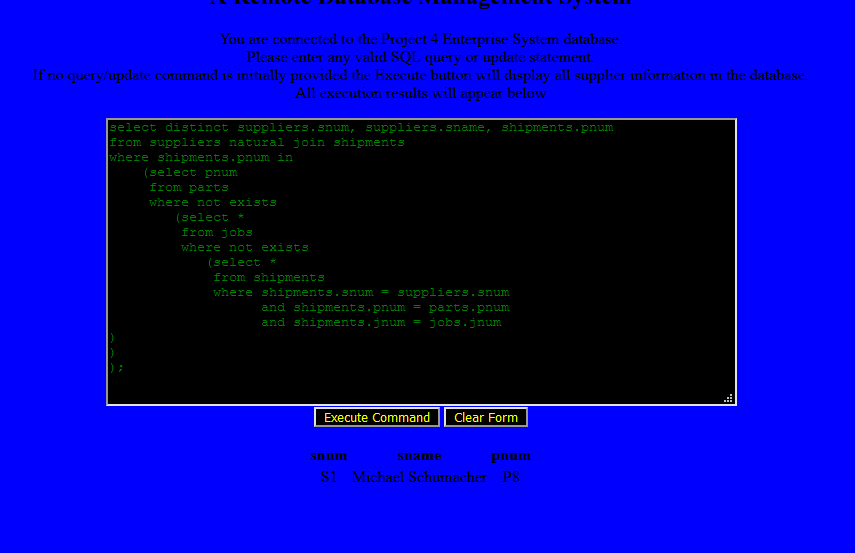 A Remote Database Management System
You are connected to the Project 4 Enterprise System database.
Please enter any valid SQL query or update statement.
If no query/update command is initially provided the Execute button will display all supplier information in the database.
All execution results will appear below.
select distinct suppliers.snum, suppliers.sname, shipments.pnum
from suppliers natural join shipments
where shipments.pnum in
(select pnum
from parts
where not exists
(select *
from jobs
where not exists
(select *
from shipments
where shipments.snum = suppliers.snum
and shipments.pnum = parts.pnum
and shipments.jnum = jobs.jnum
)
)
);
Execute Command Clear Form
snum sname pnum
S1 Michael Schumacher P8